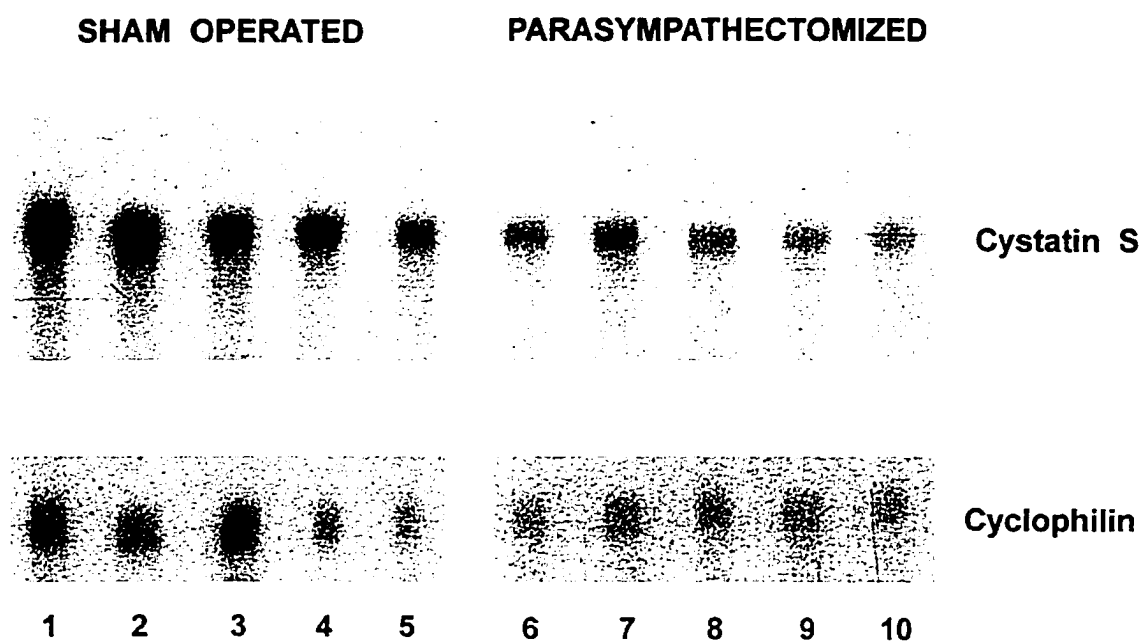 SHAM OPERATED PARASYMPATHECTOMIZED
Cystatin S
Cyclophilin
1 2 3 4 5 6 7 8 9 10